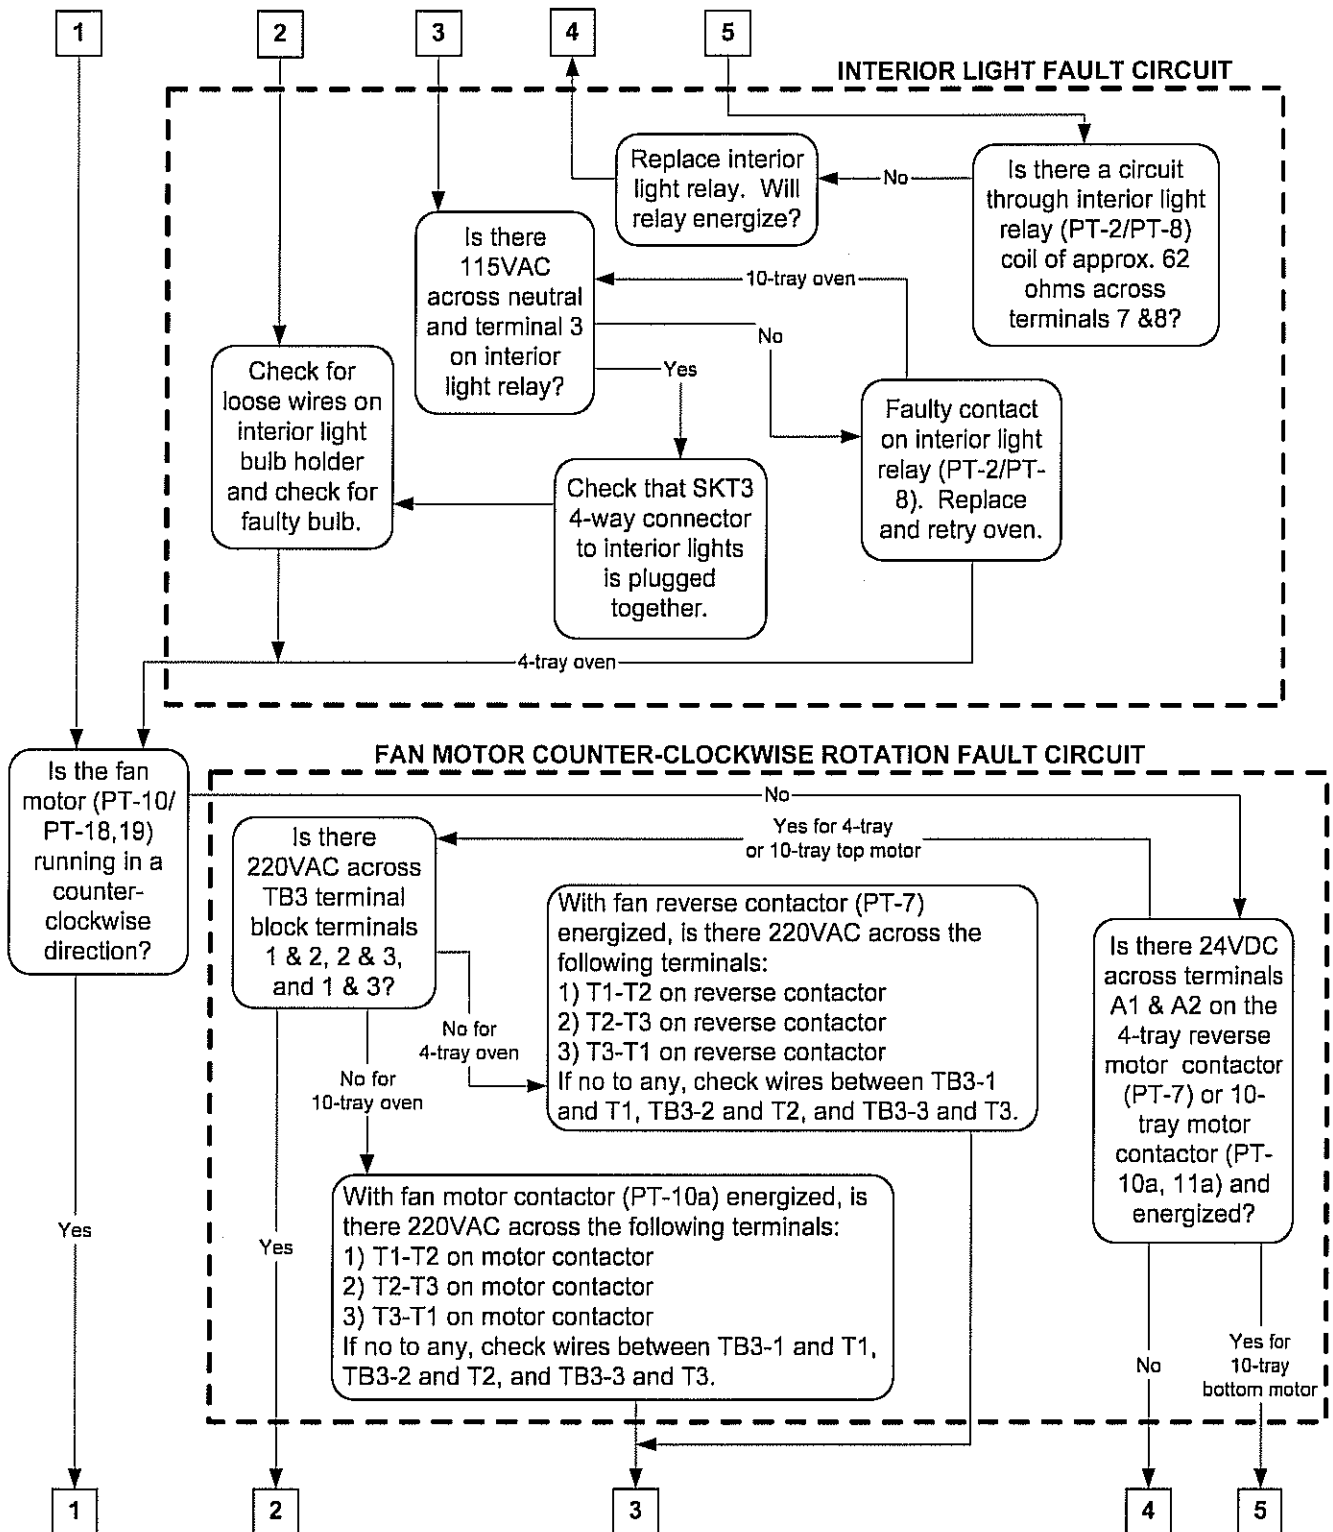 1
2
3
4
5
INTERIOR LIGHT FAULT CIRCUIT
Replace interior
light relay. Will
relay energize?
No
Is there a circuit
through interior light
relay (PT-2/PT-8)
coil of approx. 62
ohms across
terminals 7 &8?
Is there
115VAC
across neutral
and terminal 3
on interior
light relay?
10-tray oven
No
Yes
Check for
loose wires on
interior light
bulb holder
and check for
faulty bulb.
Check that SKT3
4-way connector
to interior lights
is plugged
together.
Faulty contact
on interior light
relay (PT-2/PT-
8). Replace
and retry oven.
4-tray oven
FAN MOTOR COUNTER-CLOCKWISE ROTATION FAULT CIRCUIT
Is the fan
motor (PT-10/
PT-18,19)
running in a
counter-
clockwise
direction?
No
Yes for 4-tray
or 10-tray top motor
Is there
220VAC across
TB3 terminal
block terminals
1 & 2, 2 & 3,
and 1 & 3?
With fan reverse contactor (PT-7)
energized, is there 220VAC across the
following terminals:
1) T1-T2 on reverse contactor
2) T2-T3 on reverse contactor
3) T3-T1 on reverse contactor
If no to any, check wires between TB3-1
and T1, TB3-2 and T2, and TB3-3 and T3.
Is there 24VDC
across terminals
A1 & A2 on the
4-tray reverse
motor contactor
(PT-7) or 10-
tray motor
contactor (PT-
10a, 11a) and
energized?
No for
4-tray oven
No for
10-tray oven
With fan motor contactor (PT-10a) energized, is
there 220VAC across the following terminals:
1) T1-T2 on motor contactor
2) T2-T3 on motor contactor
3) T3-T1 on motor contactor
If no to any, check wires between TB3-1 and T1,
TB3-2 and T2, and TB3-3 and T3.
Yes
Yes
No
Yes for
10-tray
bottom motor
1
2
3
4
5